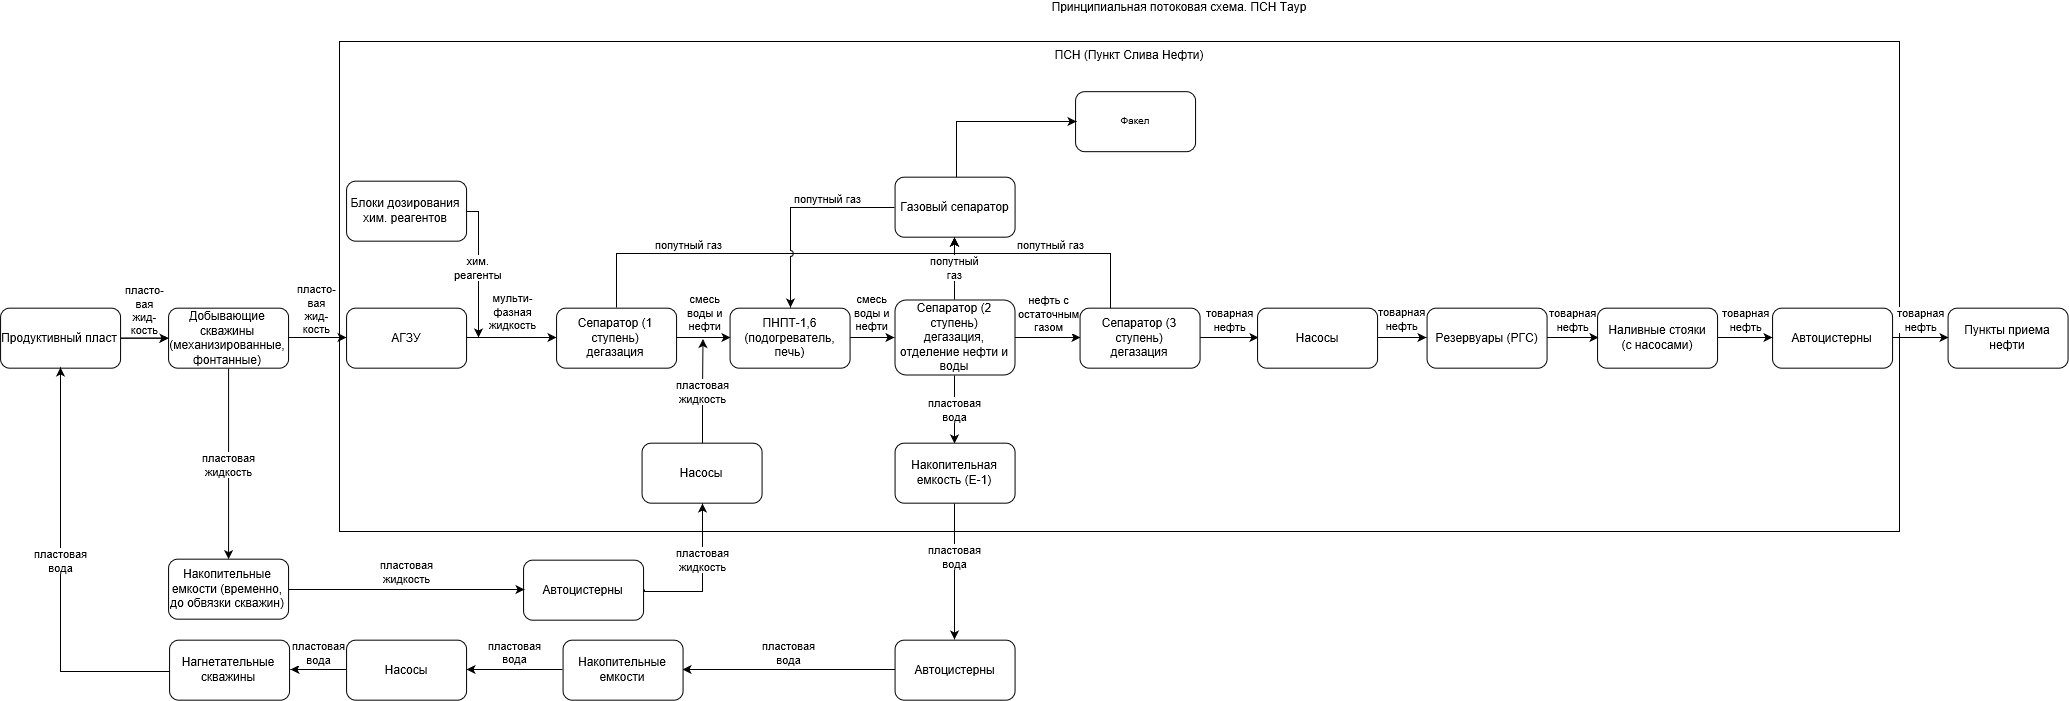 Принципиальная потоковая схема. ПСН Таур
ПСН (Пункт Слива Нефти)
Факел
Блоки дозирования
хим. реагентов
попутный газ
Газовый сепаратор
попутный газ
попутный газ
хим.
реагенты
попутный
газ
пласто-
вая
жид-
кость
пласто-
вая
жид-
кость
мульти-
фазная
жидкость
смесь
воды и
нефти
смесь
воды и
нефти
нефть с
остаточным
газом
товарная
нефть
товарная
нефть
товарная
нефть
товарная
нефть
товарная
нефть
Продуктивный пласт
Добывающие
скважины
(механизированные,
фонтанные)
АГЗУ
Сепаратор (1
ступень)
дегазация
ПНПТ-1,6
(подогреватель,
печь)
Сепаратор (2
ступень)
дегазация,
отделение нефти и
воды
Сепаратор (3
ступень)
дегазация
Насосы
Резервуары (РГС)
Наливные стояки
(с насосами)
Автоцистерны
Пункты приема
нефти
пластовая
жидкость
пластовая
вода
пластовая
жидкость
Насосы
Накопительная
емкость (Е-1)
пластовая
вода
пластовая
жидкость
пластовая
жидкость
пластовая
вода
Накопительные
емкости (временно,
до обвязки скважин)
Автоцистерны
Нагнетательные
скважины
пластовая
вода
Насосы
пластовая
вода
Накопительные
емкости
пластовая
вода
Автоцистерны